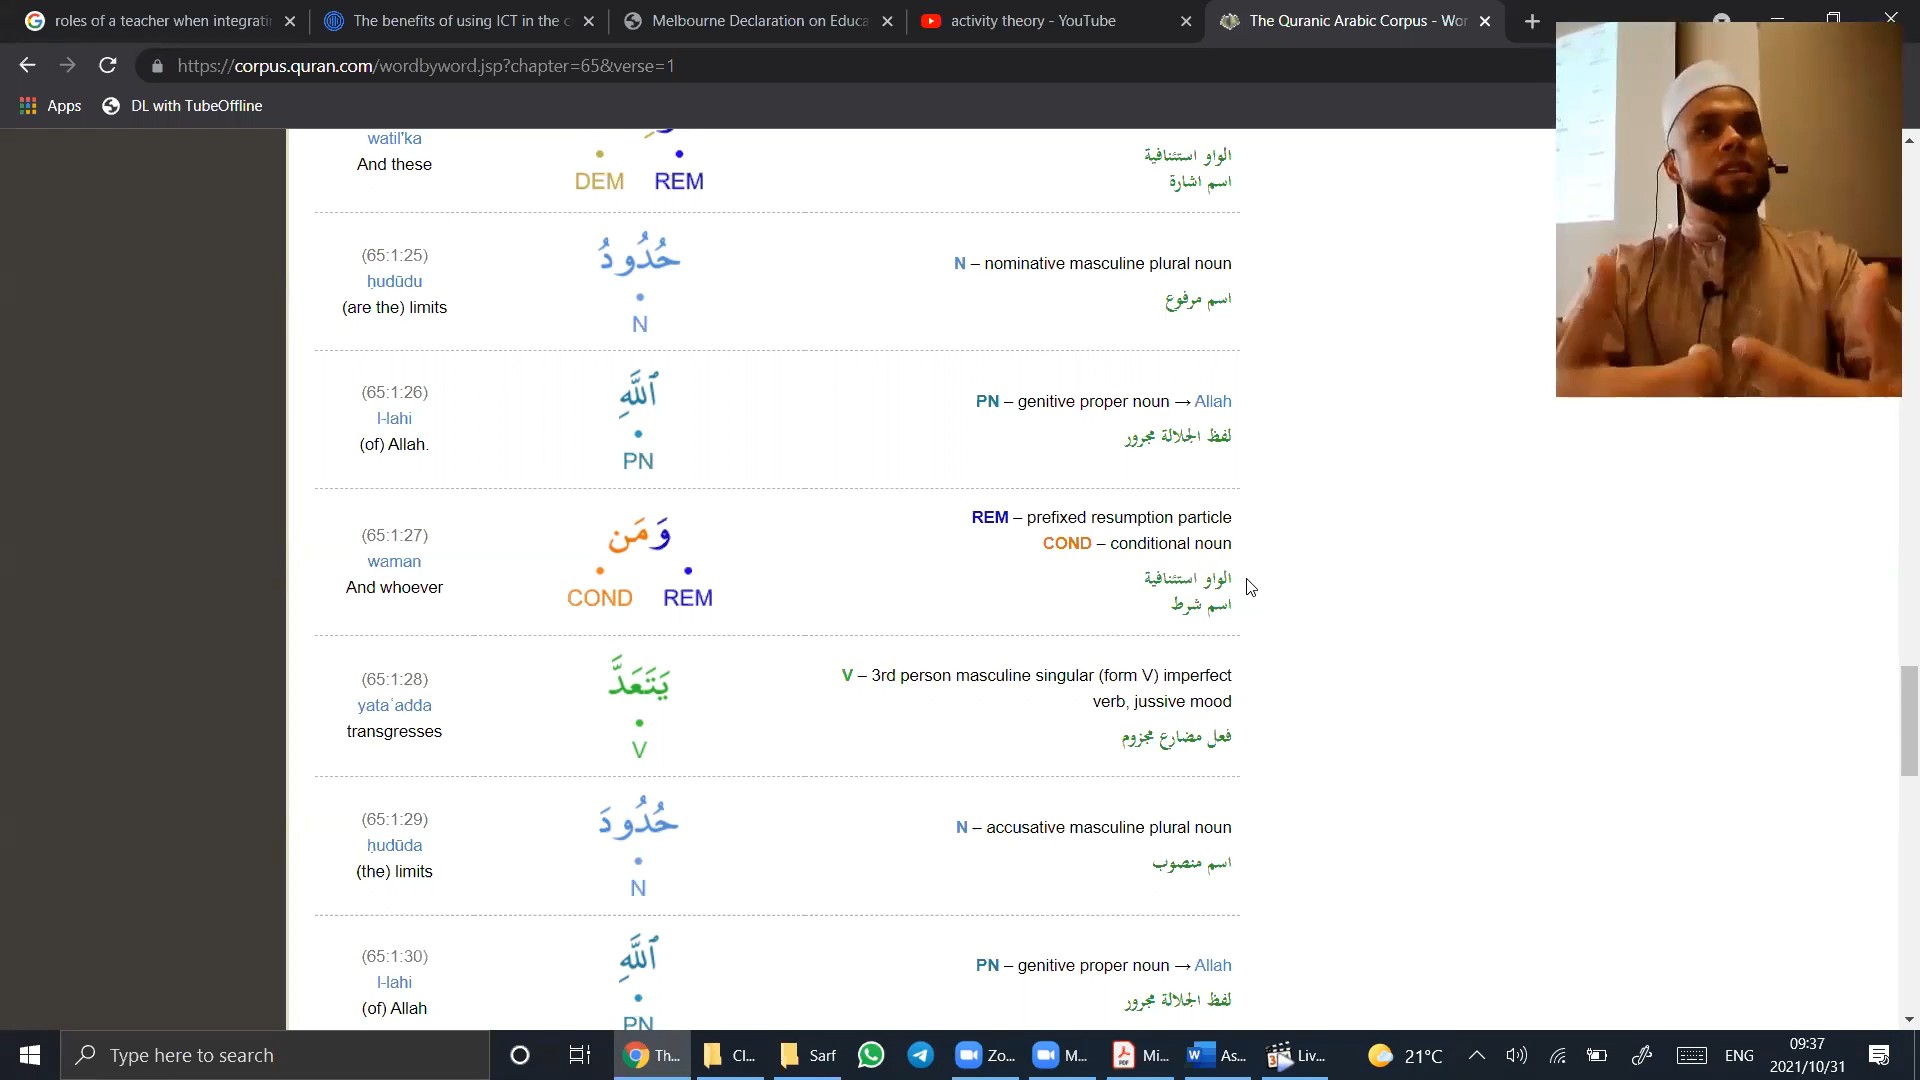 roles of a teacher when integrati
The benefits of using ICT in the c
Melbourne Declaration on Educa
activity theory - YouTube
The Quranic Arabic Corpus - Wor
https://corpus.quran.com/wordbyword.jsp?chapter=65&verse=1
Apps
DL with TubeOffline
watil'ka
And these
DEM REM
الواو استئنافية
اسم اشارة
(65:1:25)
ḥudūdu
(are the) limits
حُدُودُ
N
N – nominative masculine plural noun
اسم مرفوع
(65:1:26)
l-lahi
(of) Allah.
ٱللَّهِ
PN
PN – genitive proper noun → Allah
لفظ الجلالة مجرور
(65:1:27)
waman
And whoever
وَمَن
COND REM
REM – prefixed resumption particle
COND – conditional noun
الواو استئنافية
اسم شرط
(65:1:28)
yataʿadda
transgresses
يَتَعَدَّ
V
V – 3rd person masculine singular (form V) imperfect
verb, jussive mood
فعل مضارع مجزوم
(65:1:29)
ḥudūda
(the) limits
حُدُودَ
N
N – accusative masculine plural noun
اسم منصوب
(65:1:30)
l-lahi
(of) Allah
ٱللَّهِ
PN
PN – genitive proper noun → Allah
لفظ الجلالة مجرور
Type here to search
Th...
Cl...
Sarf
Zo...
M...
Mi...
As...
Liv...
21°C
ENG
09:37
2021/10/31